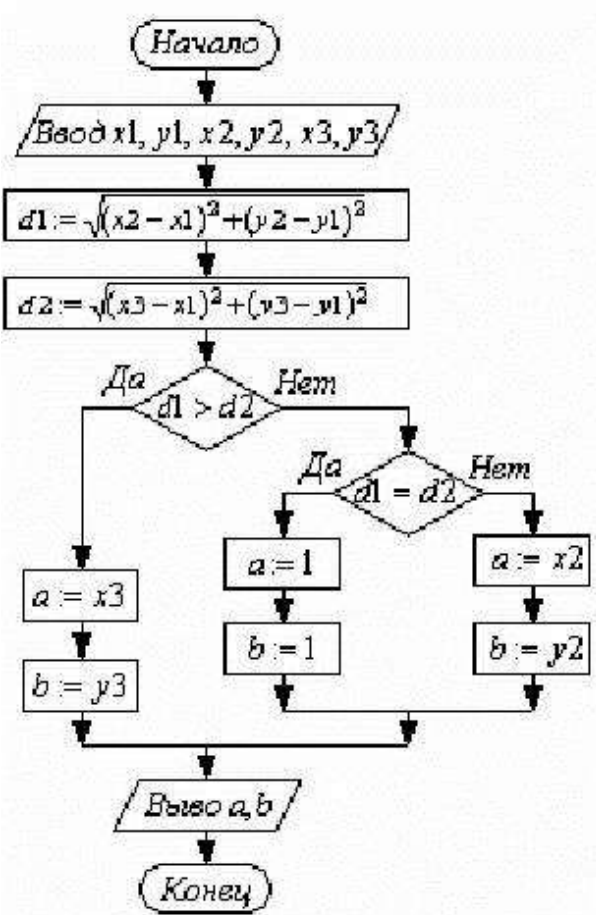 Начало
Ввод x1, y1, x2, y2, x3, y3
d1:= √(x2−x1)²+(y2−y1)²
d2:= √(x3−x1)²+(y3−y1)²
Да
Нет
d1 > d2
Да
Нет
d1 = d2
a := 1
a := x2
a := x3
b := 1
b := y2
b := y3
Выво a,b
Конец